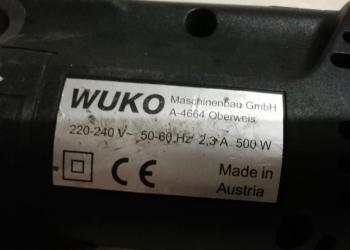 WUKO Maschinenbau GmbH
A-4664 Oberweis
220-240 V~ 50-60 Hz 2,3 A 500 W
CE Made in
Austria